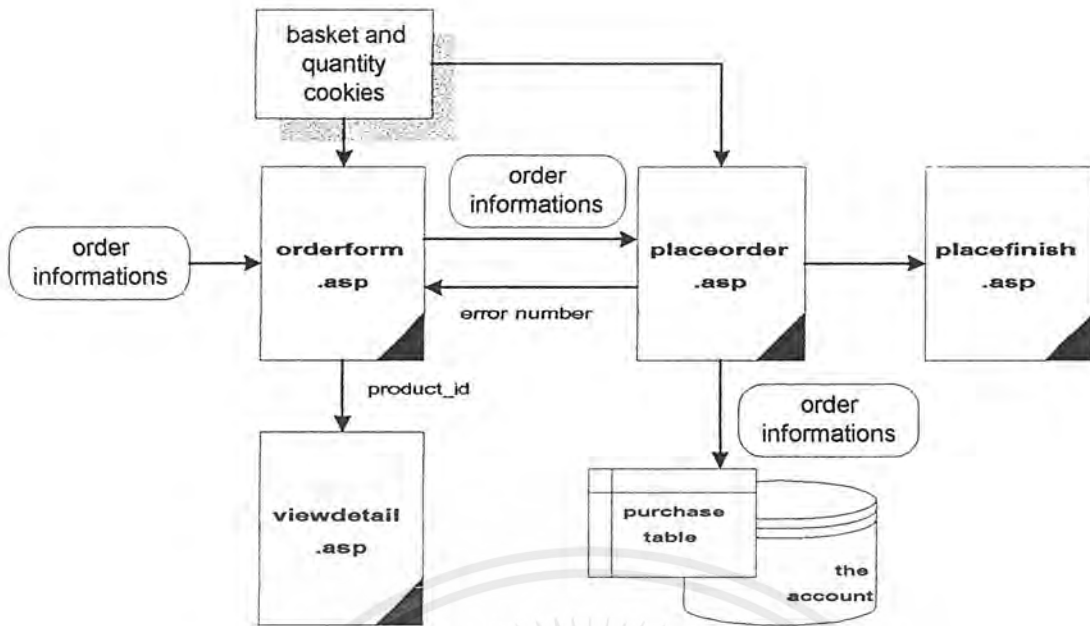 basket and
quantity
cookies
order
informations
order
informations
orderform
.asp
placeorder
.asp
placefinish
.asp
error number
product_id
order
informations
viewdetail
.asp
purchase
table
the
account